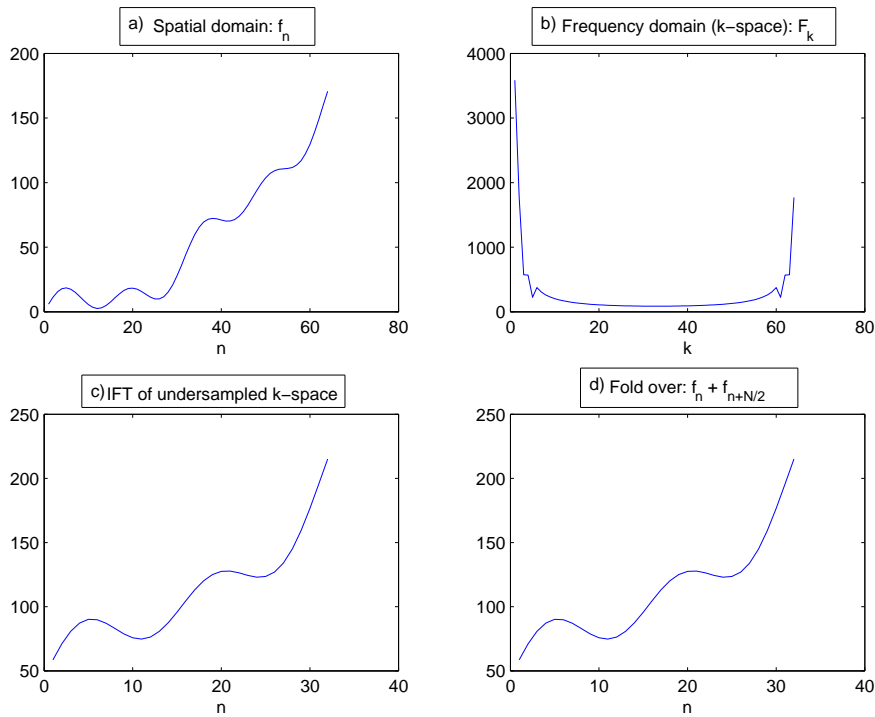 a) Spatial domain: f_n
200
150
100
50
0
0 20 40 60 80
n
b) Frequency domain (k−space): F_k
4000
3000
2000
1000
0
0 20 40 60 80
k
c) IFT of undersampled k−space
250
200
150
100
50
0 10 20 30 40
n
d) Fold over: f_n + f_{n+N/2}
250
200
150
100
50
0 10 20 30 40
n